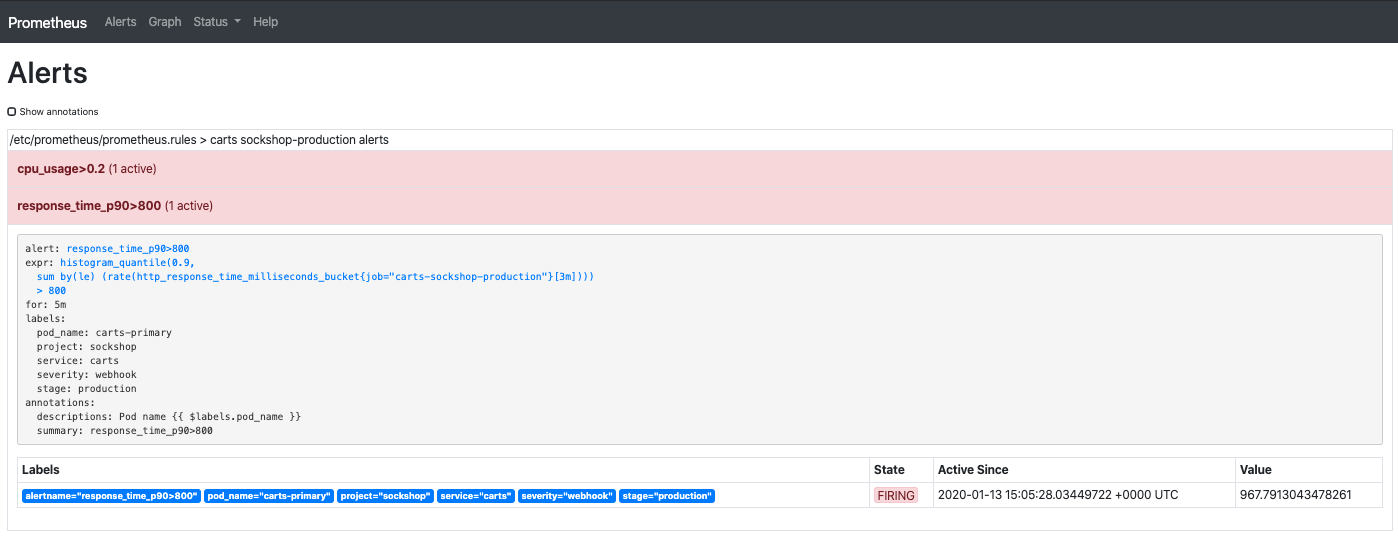 Prometheus Alerts Graph Status Help
Alerts
Show annotations
/etc/prometheus/prometheus.rules > carts sockshop-production alerts
cpu_usage>0.2 (1 active)
response_time_p90>800 (1 active)
alert: response_time_p90>800
expr: histogram_quantile(0.9,
  sum by(le) (rate(http_response_time_milliseconds_bucket{job="carts-sockshop-production"}[3m])))
  > 800
for: 5m
labels:
  pod_name: carts-primary
  project: sockshop
  service: carts
  severity: webhook
  stage: production
annotations:
  descriptions: Pod name {{ $labels.pod_name }}
  summary: response_time_p90>800
Labels State Active Since Value
alertname="response_time_p90>800" pod_name="carts-primary" project="sockshop" service="carts" severity="webhook" stage="production" FIRING 2020-01-13 15:05:28.03449722 +0000 UTC 967.7913043478261